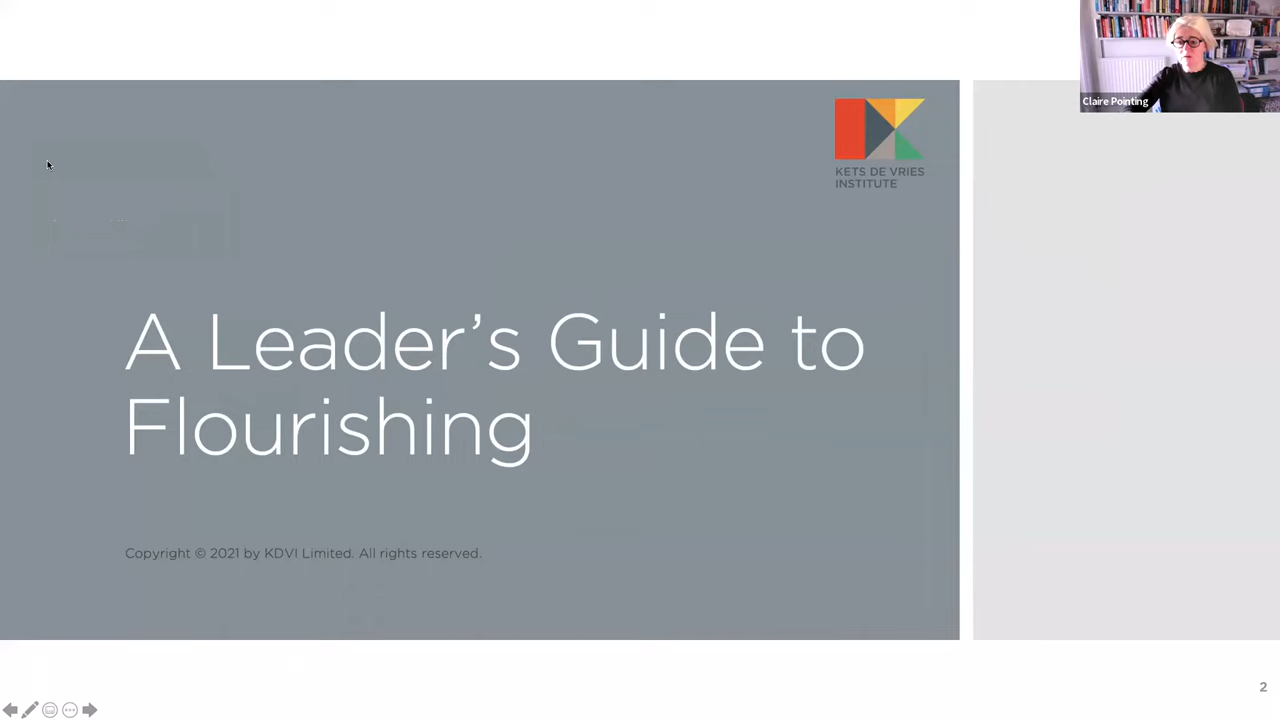 Claire Pointing
KETS DE VRIES
INSTITUTE
A Leader’s Guide to
Flourishing
Copyright © 2021 by KDVI Limited. All rights reserved.
2